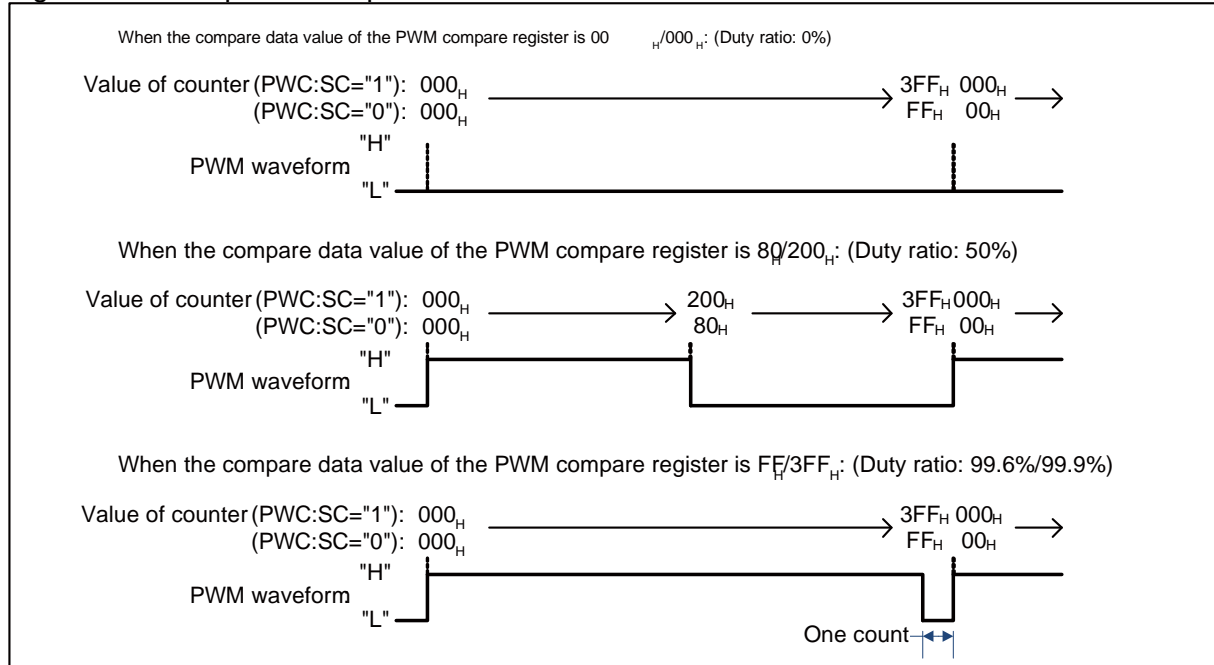 When the compare data value of the PWM compare register is 00 H/000 H: (Duty ratio: 0%)
Value of counter (PWC:SC="1"): 000H 3FFH 000H
(PWC:SC="0"): 000H FFH 00H
"H"
PWM waveform
"L"
When the compare data value of the PWM compare register is 80H/200H: (Duty ratio: 50%)
Value of counter (PWC:SC="1"): 000H 200H 3FFH 000H
(PWC:SC="0"): 000H 80H FFH 00H
"H"
PWM waveform
"L"
When the compare data value of the PWM compare register is FFH/3FFH: (Duty ratio: 99.6%/99.9%)
Value of counter (PWC:SC="1"): 000H 3FFH 000H
(PWC:SC="0"): 000H FFH 00H
"H"
PWM waveform
"L"
One count